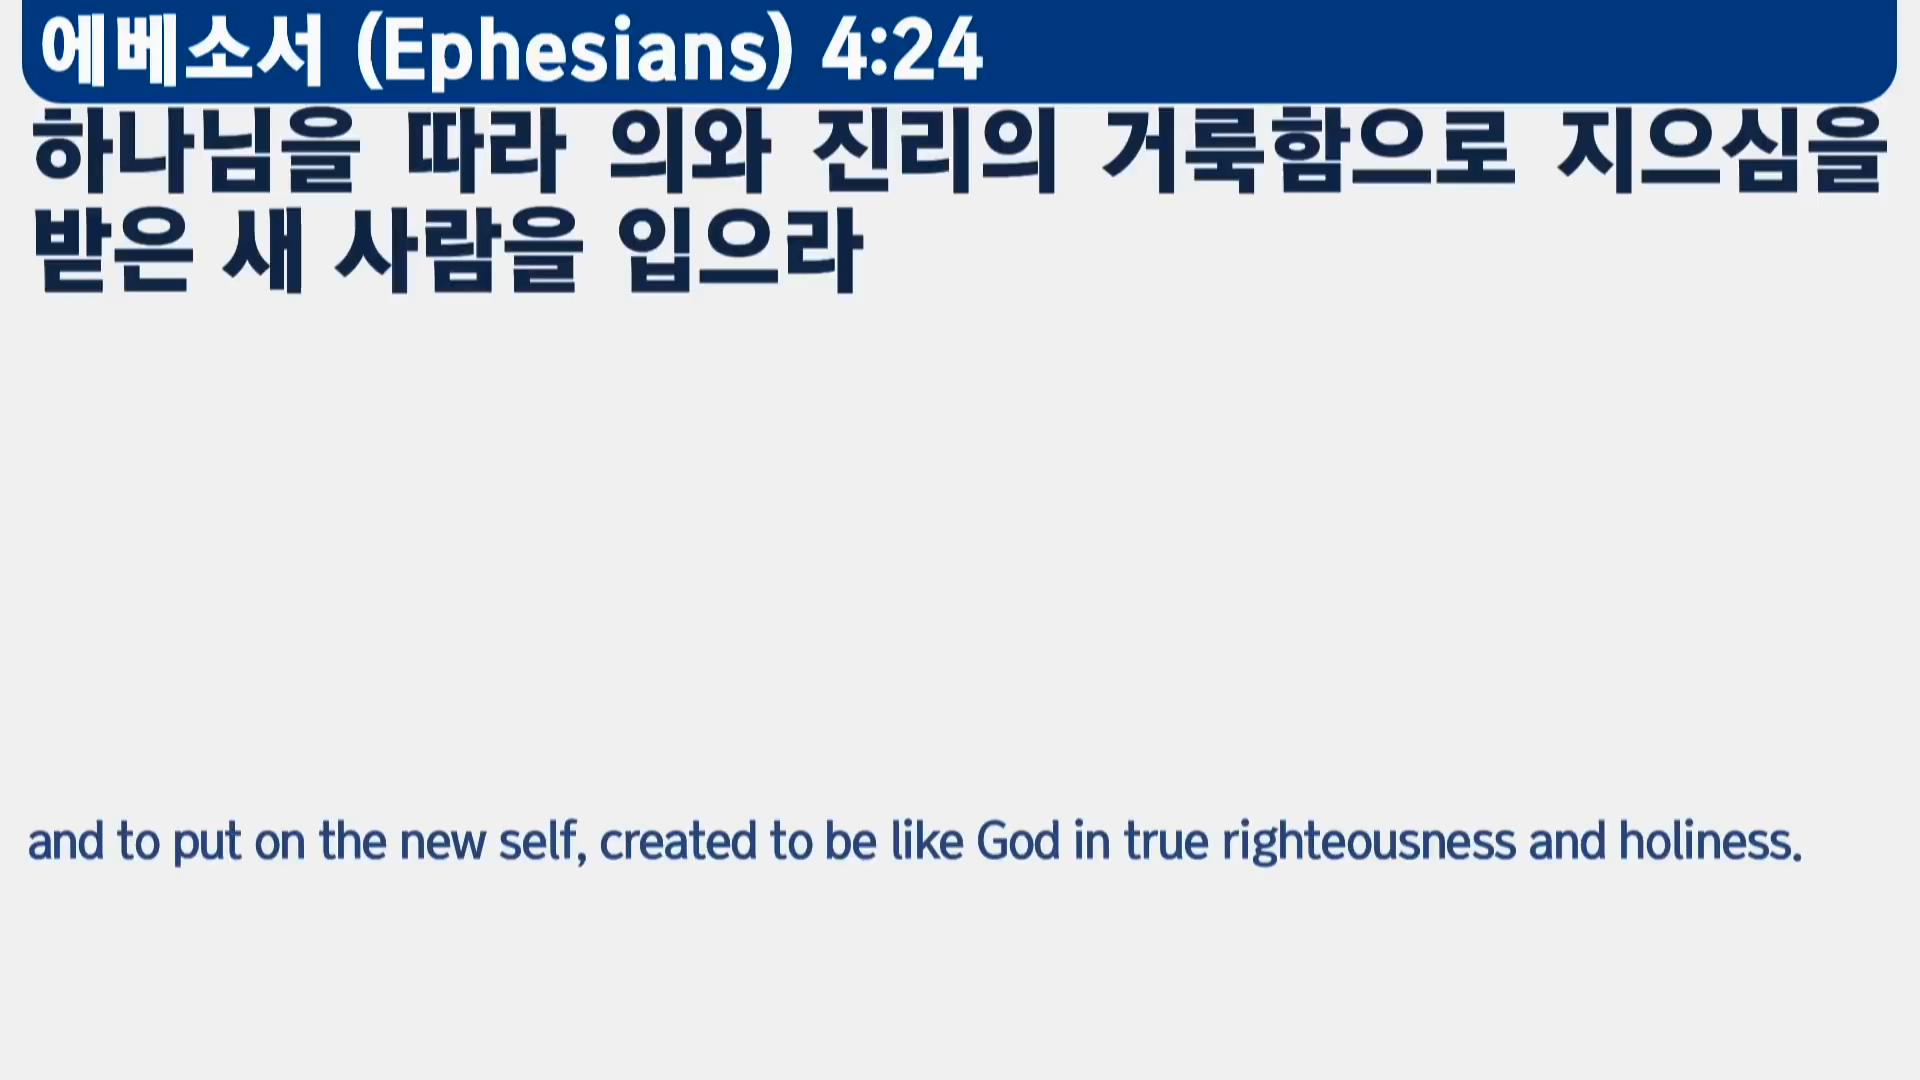 에베소서 (Ephesians) 4:24
하나님을 따라 의와 진리의 거룩함으로 지으심을
받은 새 사람을 입으라
and to put on the new self, created to be like God in true righteousness and holiness.